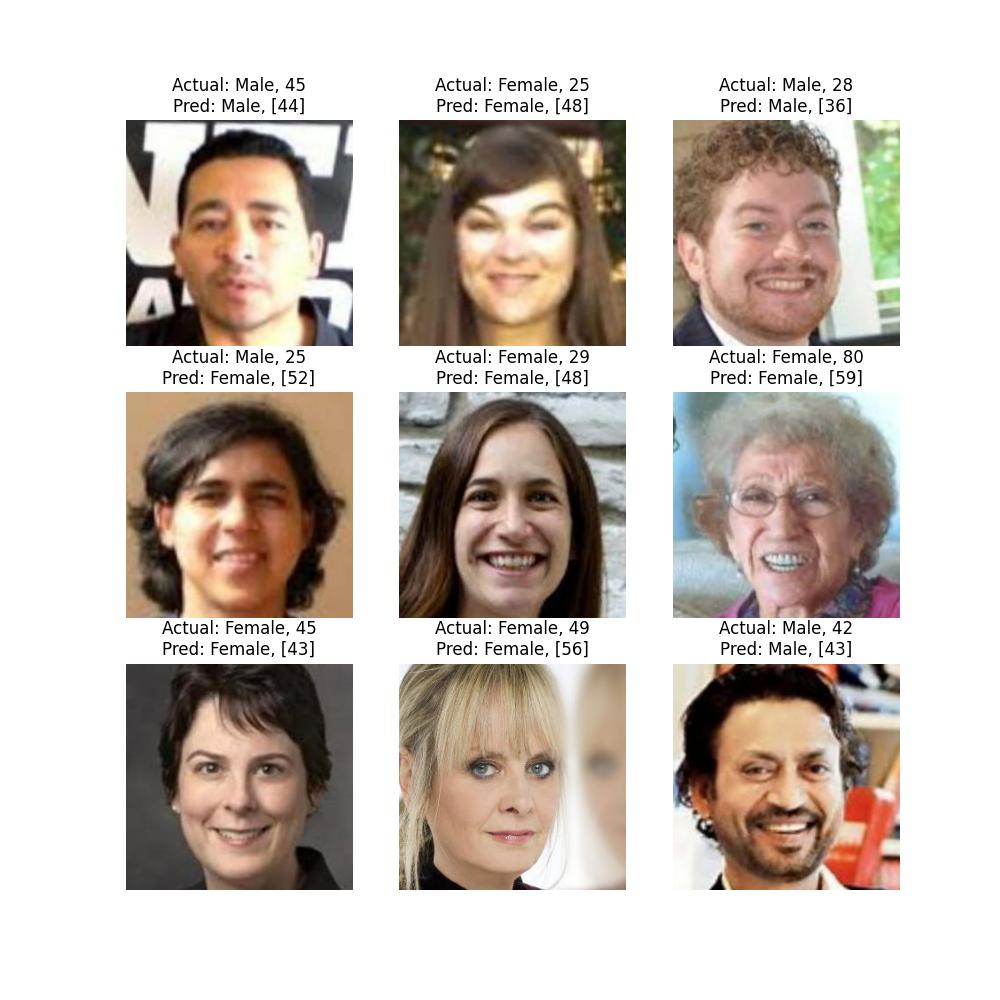 Actual: Male, 45
Pred: Male, [44]
Actual: Female, 25
Pred: Female, [48]
Actual: Male, 28
Pred: Male, [36]
Actual: Male, 25
Pred: Female, [52]
Actual: Female, 29
Pred: Female, [48]
Actual: Female, 80
Pred: Female, [59]
Actual: Female, 45
Pred: Female, [43]
Actual: Female, 49
Pred: Female, [56]
Actual: Male, 42
Pred: Male, [43]